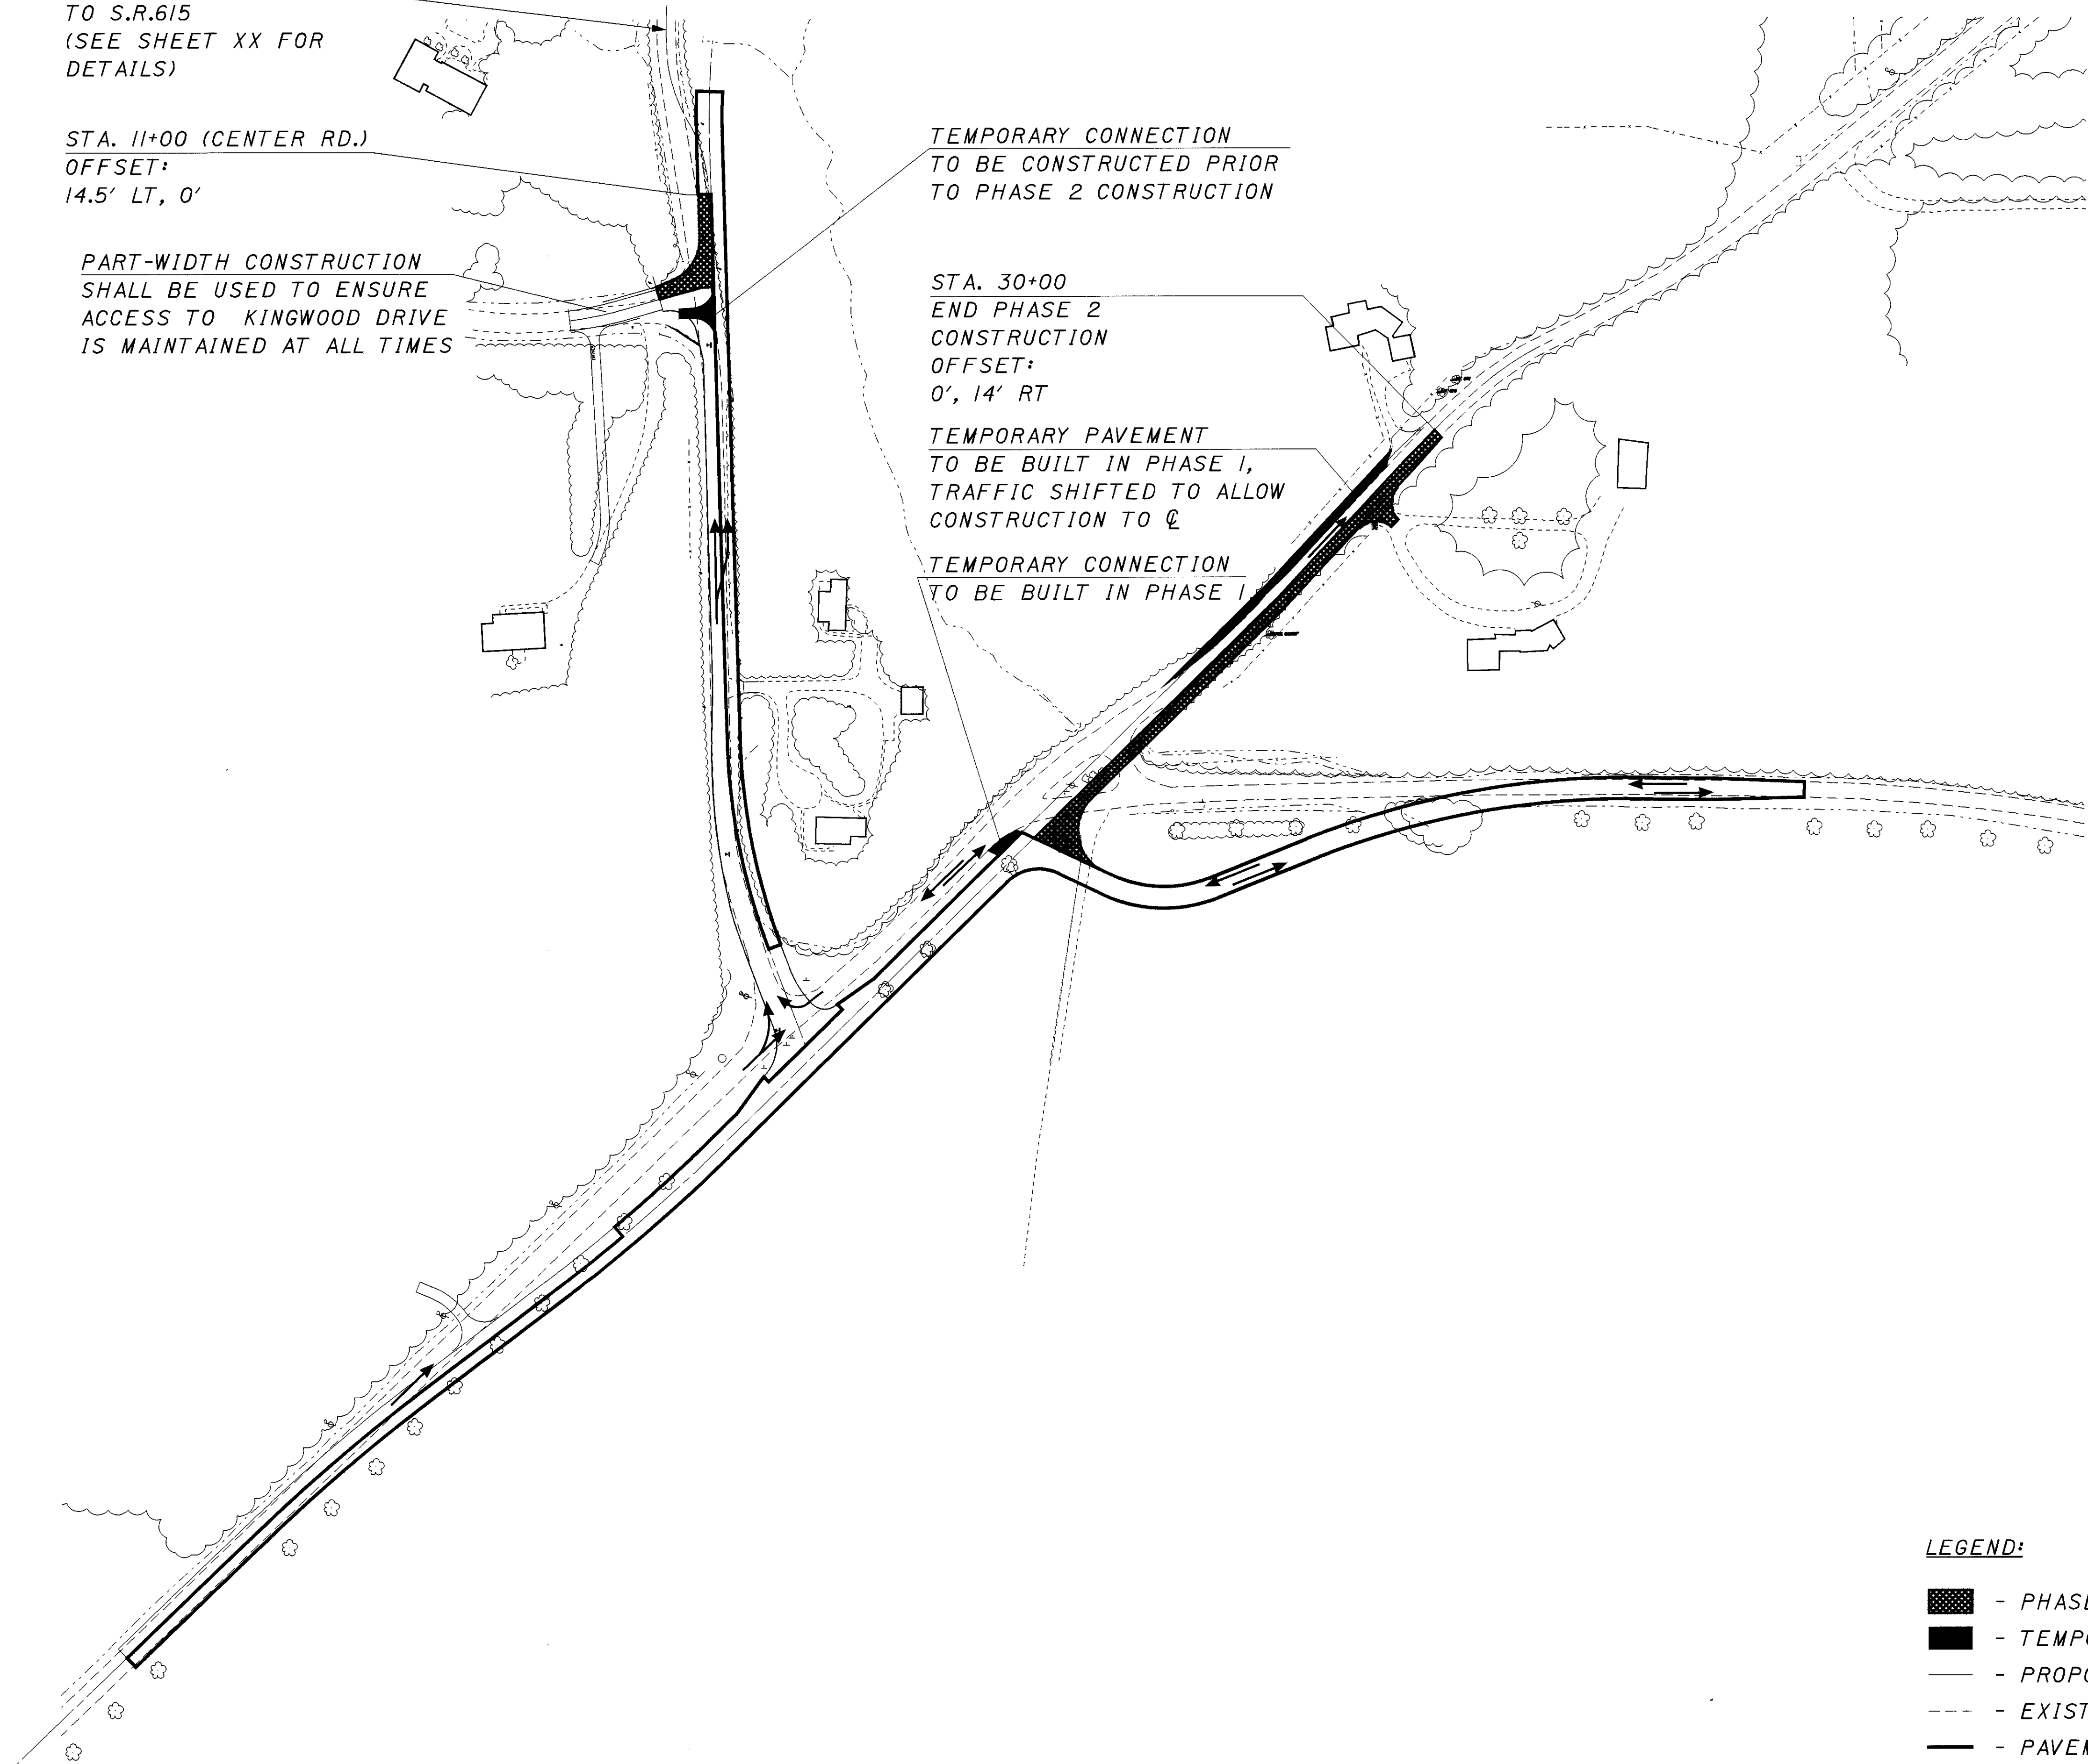 TO S.R.615
(SEE SHEET XX FOR
DETAILS)
STA. 11+00 (CENTER RD.)
OFFSET:
14.5' LT, 0'
PART-WIDTH CONSTRUCTION
SHALL BE USED TO ENSURE
ACCESS TO KINGWOOD DRIVE
IS MAINTAINED AT ALL TIMES
TEMPORARY CONNECTION
TO BE CONSTRUCTED PRIOR
TO PHASE 2 CONSTRUCTION
STA. 30+00
END PHASE 2
CONSTRUCTION
OFFSET:
0', 14' RT
TEMPORARY PAVEMENT
TO BE BUILT IN PHASE 1,
TRAFFIC SHIFTED TO ALLOW
CONSTRUCTION TO ℄
TEMPORARY CONNECTION
TO BE BUILT IN PHASE 1
LEGEND:
- PHASE
- TEMPO
- PROPO
- EXIST
- PAVEM